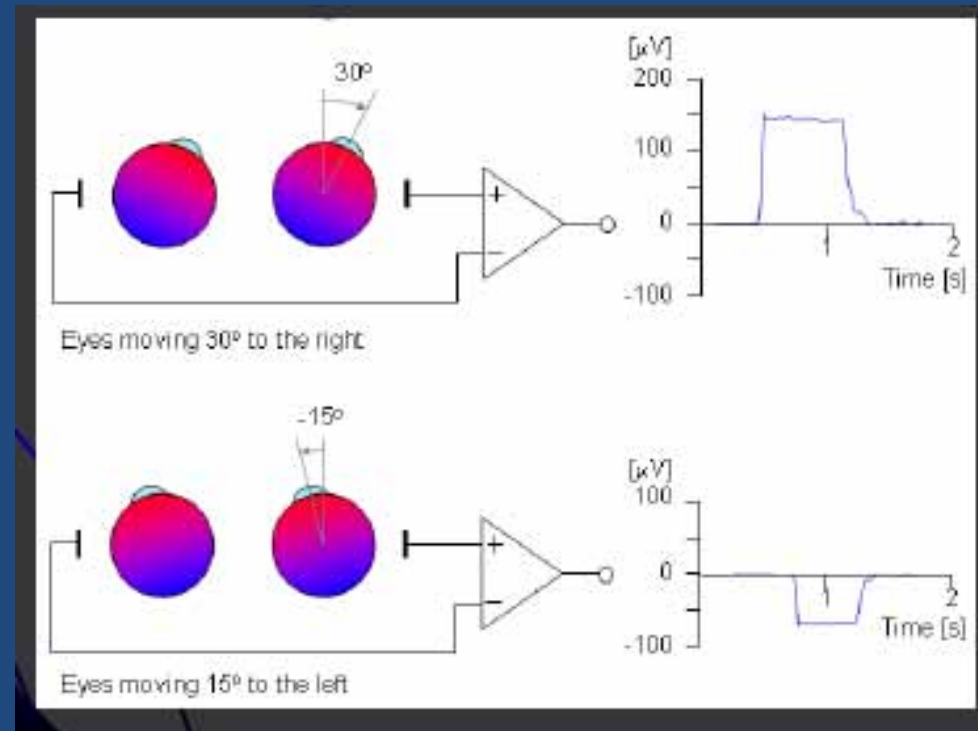 30º
[µV]
200
100
0
-100
1
2
Time [s]
+
−
Eyes moving 30º to the right
-15º
[µV]
100
0
-100
1
2
Time [s]
+
−
Eyes moving 15º to the left